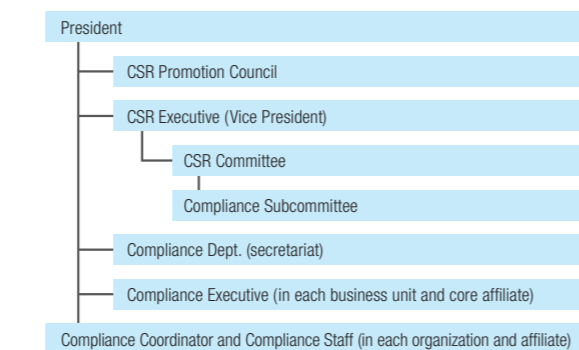 President
CSR Promotion Council
CSR Executive (Vice President)
CSR Committee
Compliance Subcommittee
Compliance Dept. (secretariat)
Compliance Executive (in each business unit and core affiliate)
Compliance Coordinator and Compliance Staff (in each organization and affiliate)